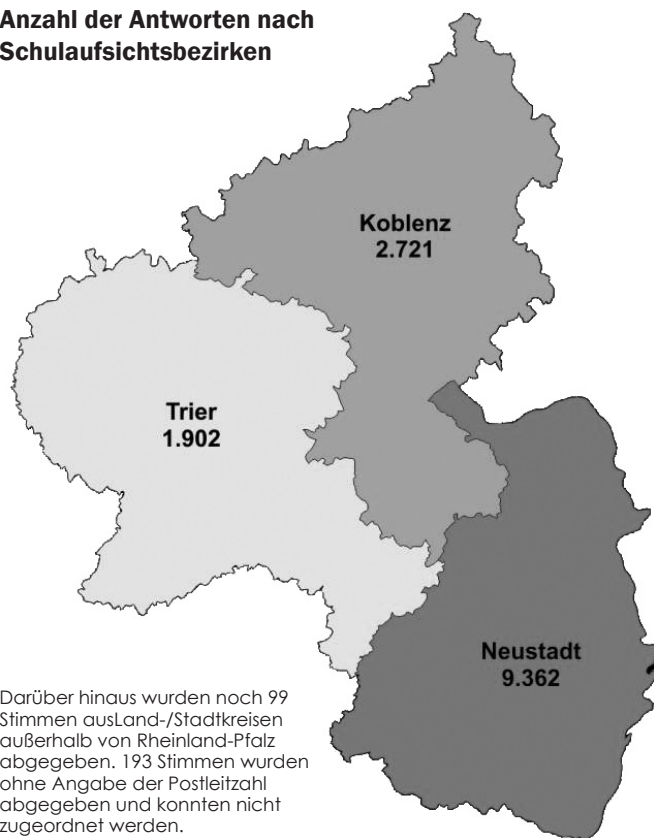 Anzahl der Antworten nach
Schulaufsichtsbezirken
Koblenz
2.721
Trier
1.902
Neustadt
9.362
Darüber hinaus wurden noch 99
Stimmen ausLand-/Stadtkreisen
außerhalb von Rheinland-Pfalz
abgegeben. 193 Stimmen wurden
ohne Angabe der Postleitzahl
abgegeben und konnten nicht
zugeordnet werden.